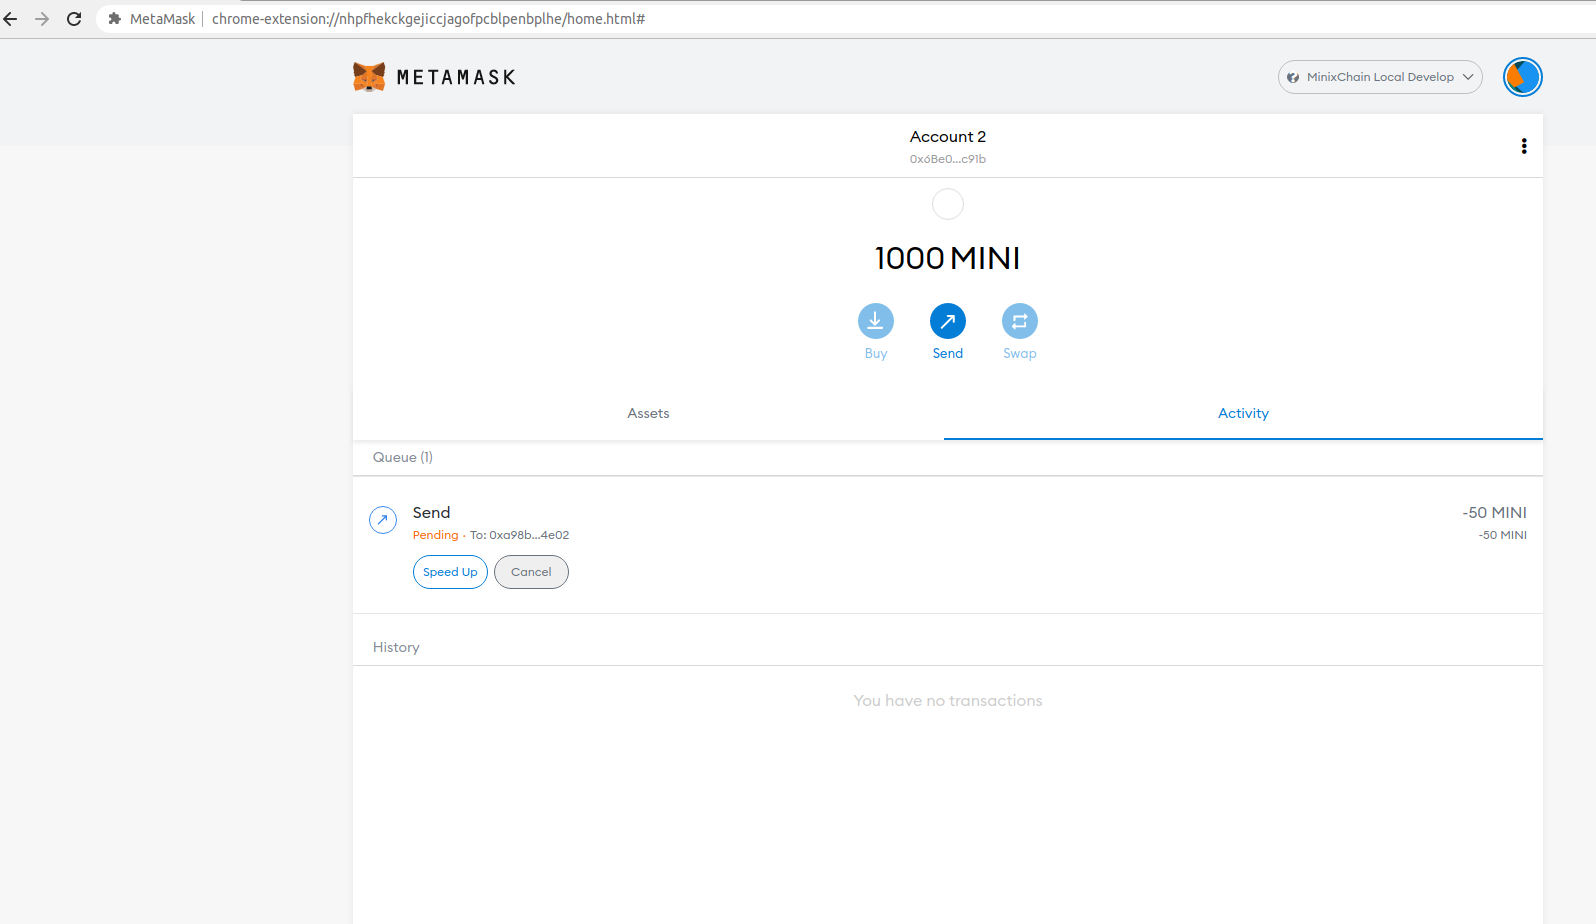 MetaMask | chrome-extension://nhpfhekckgejiccjagofpcblpenbplhe/home.html#
METAMASK
MinixChain Local Develop
Account 2
0x6Be0...c91b
1000 MINI
Buy Send Swap
Assets Activity
Queue (1)
Send -50 MINI
Pending · To: 0xa98b...4e02 -50 MINI
Speed Up Cancel
History
You have no transactions